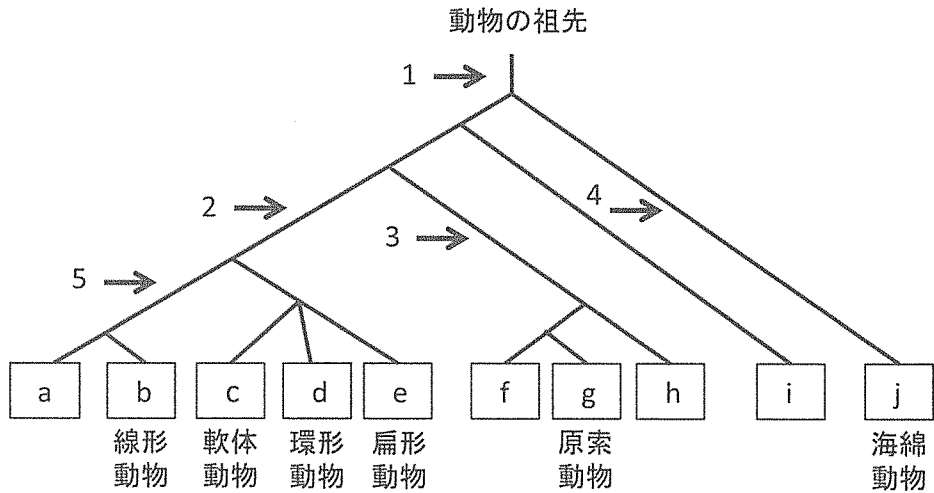 動物の祖先
1
2
3
4
5
a b c d e f g h i j
線形 軟体 環形 扁形 原索 海綿
動物 動物 動物 動物 動物 動物